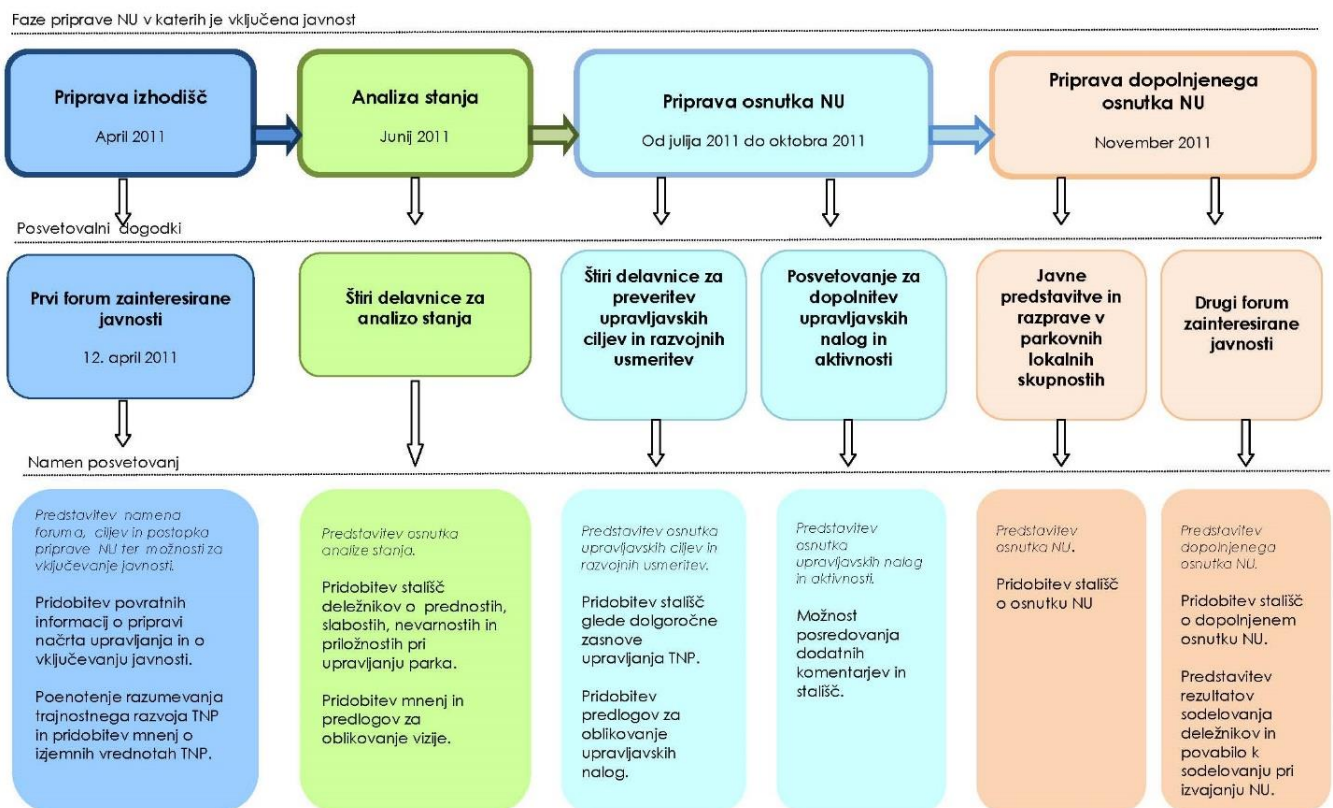 Faze priprave NU v katerih je vključena javnost
Priprava izhodišč
April 2011
Analiza stanja
Junij 2011
Priprava osnutka NU
Od julija 2011 do oktobra 2011
Priprava dopolnjenega
osnutka NU
November 2011
Posvetovalni dogodki
Prvi forum zainteresirane
javnosti
12. april 2011
Štiri delavnice za
analizo stanja
Štiri delavnice za
preveritev
upravljavskih
ciljev in razvojnih
usmeritev
Posvetovanje za
dopolnitev
upravljavskih
nalog in
aktivnosti
Javne
predstavitve in
razprave v
parkovnih
lokalnih
skupnostih
Drugi forum
zainteresirane
javnosti
Namen posvetovanj
Predstavitev namena
foruma, ciljev in postopka
priprave NU ter možnosti za
vključevanje javnosti.
Pridobitev povratnih
informacij o pripravi
načrta upravljanja in o
vključevanju javnosti.
Poenotenje razumevanja
trajnostnega razvoja TNP
in pridobitev mnenj o
izjemnih vrednotah TNP.
Predstavitev osnutka
analize stanja.
Pridobitev stališč
deležnikov o prednostih,
slabostih, nevarnostih in
priložnostih pri
upravljanju parka.
Pridobitev mnenj in
predlogov za
oblikovanje vizije.
Predstavitev osnutka
upravljavskih ciljev in
razvojnih usmeritev.
Pridobitev stališč
glede dolgoročne
zasnove
upravljanja TNP.
Pridobitev
predlogov za
oblikovanje
upravljavskih
nalog.
Predstavitev
osnutka
upravljavskih nalog
in aktivnosti.
Možnost
posredovanja
dodatnih
komentarjev in
stališč.
Predstavitev
osnutka NU.
Pridobitev stališč
o osnutku NU
Predstavitev
dopolnjenega
osnutka NU.
Pridobitev stališč
o dopolnjenem
osnutku NU.
Predstavitev
rezultatov
sodelovanja
deležnikov in
povabilo k
sodelovanju pri
izvajanju NU.